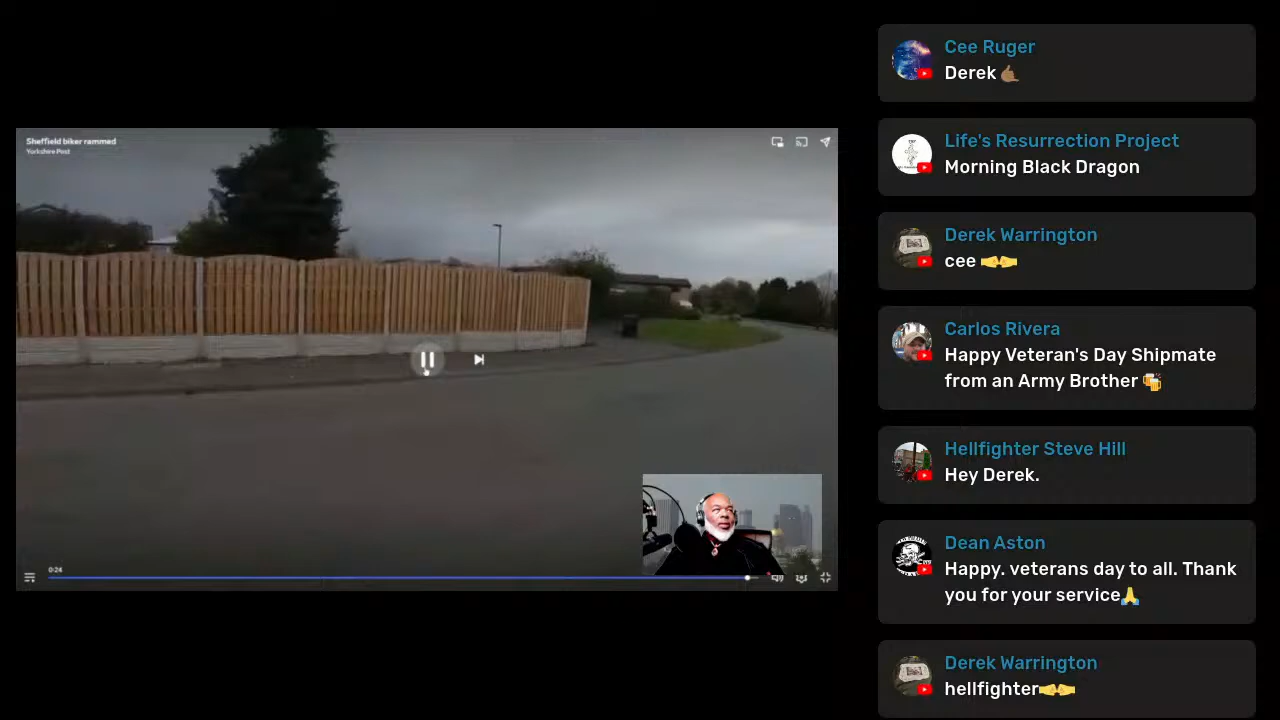 Sheffield biker rammed
Yorkshire Post
0:24
Cee Ruger
Derek 🤙🏽
Life's Resurrection Project
Morning Black Dragon
Derek Warrington
cee 🤜🤛
Carlos Rivera
Happy Veteran's Day Shipmate
from an Army Brother 🍻
Hellfighter Steve Hill
Hey Derek.
Dean Aston
Happy. veterans day to all. Thank
you for your service🙏
Derek Warrington
hellfighter🤜🤛